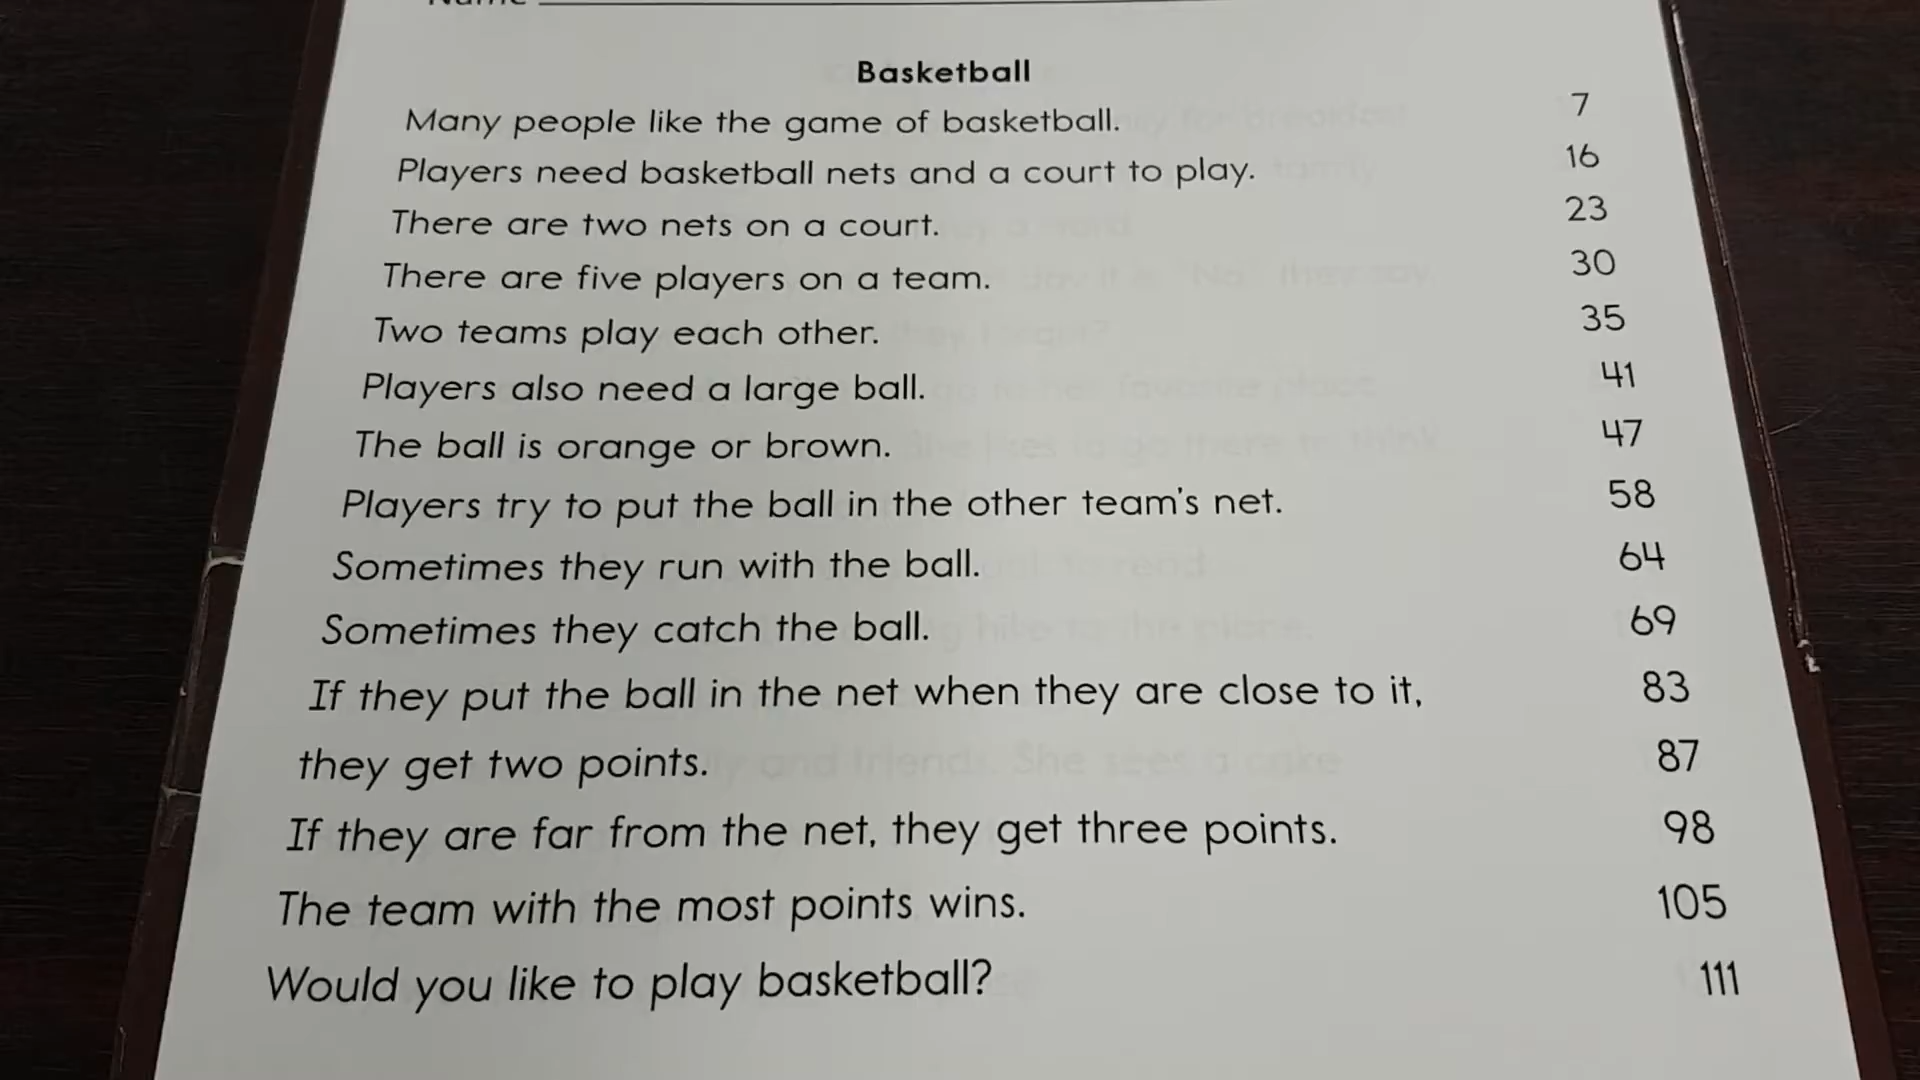 Name
Basketball
Many people like the game of basketball. 7
Players need basketball nets and a court to play. 16
There are two nets on a court. 23
There are five players on a team. 30
Two teams play each other. 35
Players also need a large ball. 41
The ball is orange or brown. 47
Players try to put the ball in the other team's net. 58
Sometimes they run with the ball. 64
Sometimes they catch the ball. 69
If they put the ball in the net when they are close to it, 83
they get two points. 87
If they are far from the net, they get three points. 98
The team with the most points wins. 105
Would you like to play basketball? 111